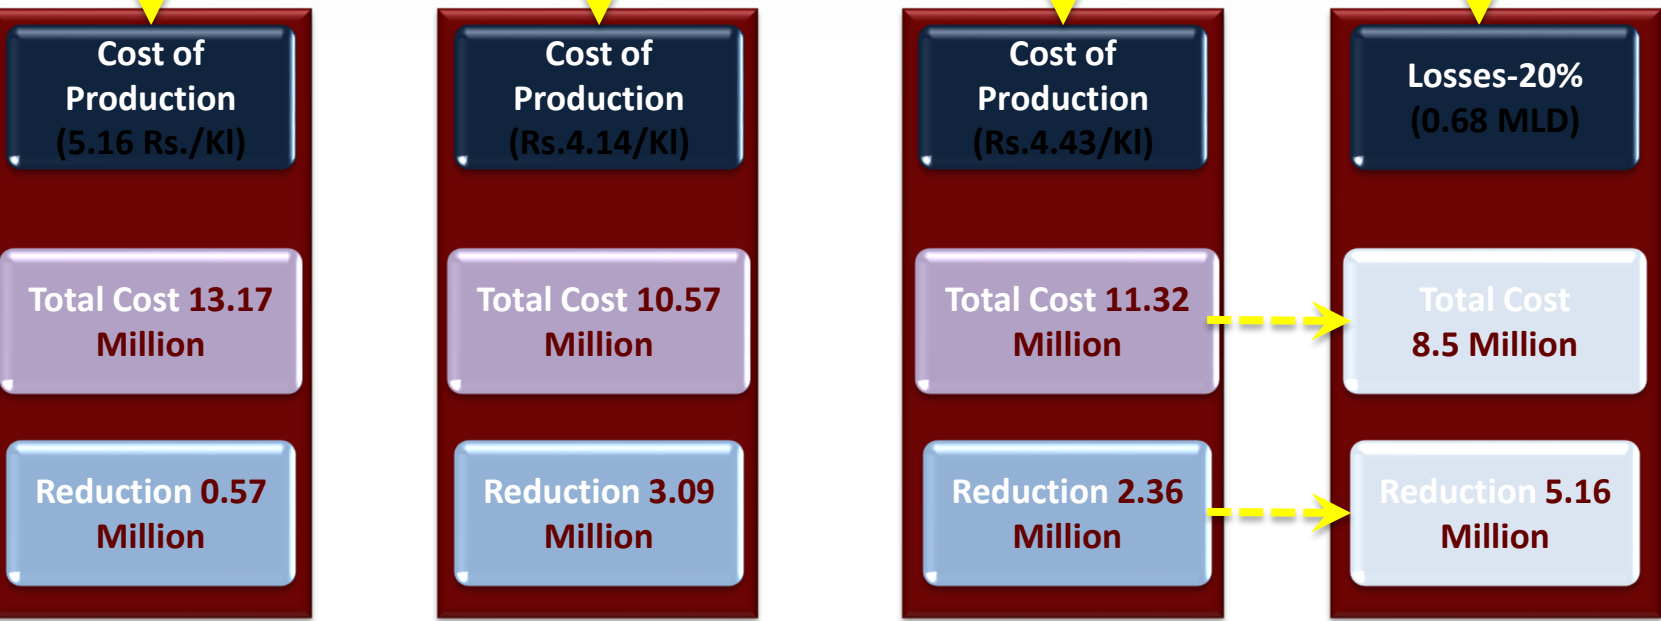 Cost of
Production
(5.16 Rs./Kl)
Total Cost 13.17
Million
Reduction 0.57
Million
Cost of
Production
(Rs.4.14/Kl)
Total Cost 10.57
Million
Reduction 3.09
Million
Cost of
Production
(Rs.4.43/Kl)
Total Cost 11.32
Million
Reduction 2.36
Million
Losses-20%
(0.68 MLD)
Total Cost
8.5 Million
Reduction 5.16
Million